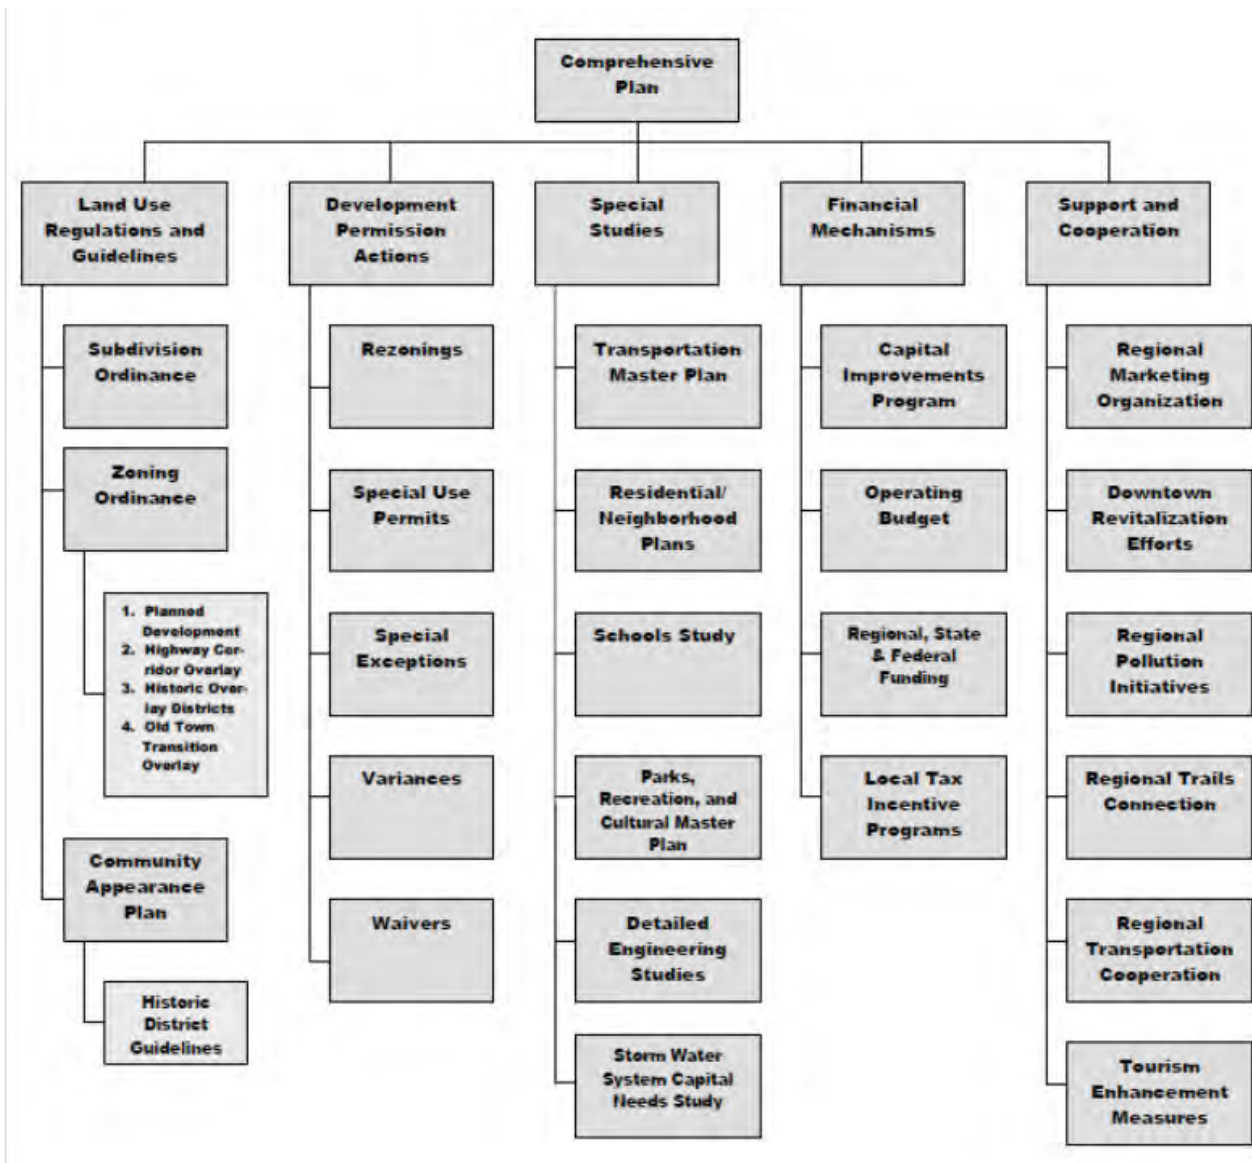 Comprehensive
Plan
Land Use
Regulations and
Guidelines
Subdivision
Ordinance
Zoning
Ordinance
1. Planned
Development
2. Highway Cor-
ridor Overlay
3. Historic Over-
lay Districts
4. Old Town
Transition
Overlay
Community
Appearance
Plan
Historic
District
Guidelines
Development
Permission
Actions
Rezonings
Special Use
Permits
Special
Exceptions
Variances
Waivers
Special
Studies
Transportation
Master Plan
Residential/
Neighborhood
Plans
Schools Study
Parks,
Recreation, and
Cultural Master
Plan
Detailed
Engineering
Studies
Storm Water
System Capital
Needs Study
Financial
Mechanisms
Capital
Improvements
Program
Operating
Budget
Regional, State
& Federal
Funding
Local Tax
Incentive
Programs
Support and
Cooperation
Regional
Marketing
Organization
Downtown
Revitalization
Efforts
Regional
Pollution
Initiatives
Regional Trails
Connection
Regional
Transportation
Cooperation
Tourism
Enhancement
Measures